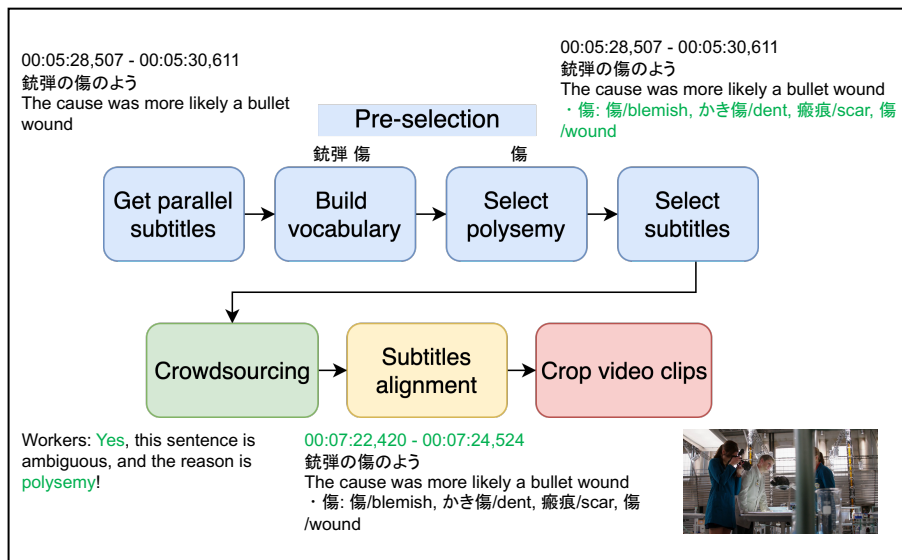 00:05:28,507 - 00:05:30,611
銃弾の傷のよう
The cause was more likely a bullet
wound
00:05:28,507 - 00:05:30,611
銃弾の傷のよう
The cause was more likely a bullet wound
・傷: 傷/blemish, かき傷/dent, 瘢痕/scar, 傷
/wound
Pre-selection
銃弾 傷
傷
Get parallel
subtitles
Build
vocabulary
Select
polysemy
Select
subtitles
Crowdsourcing
Subtitles
alignment
Crop video clips
Workers: Yes, this sentence is
ambiguous, and the reason is
polysemy!
00:07:22,420 - 00:07:24,524
銃弾の傷のよう
The cause was more likely a bullet wound
・傷: 傷/blemish, かき傷/dent, 瘢痕/scar, 傷
/wound